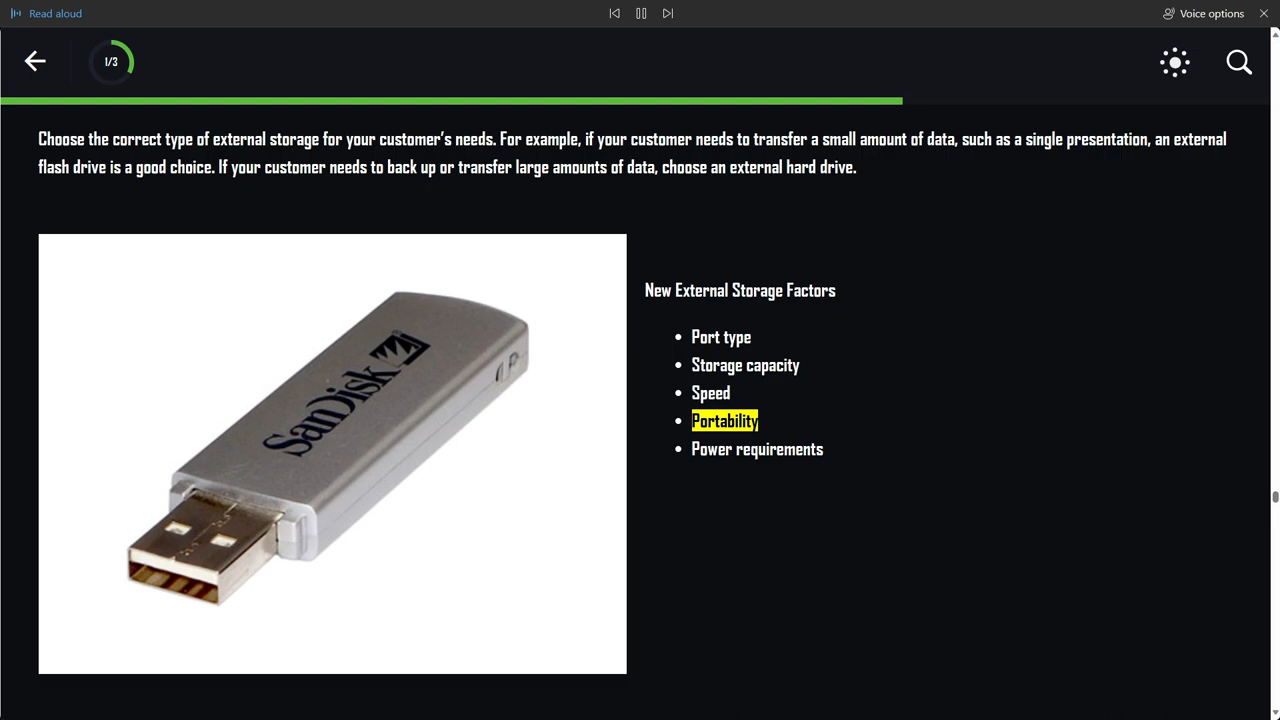 Read aloud
Voice options
1/3
Choose the correct type of external storage for your customer's needs. For example, if your customer needs to transfer a small amount of data, such as a single presentation, an external
flash drive is a good choice. If your customer needs to back up or transfer large amounts of data, choose an external hard drive.
SanDisk
New External Storage Factors
Port type
Storage capacity
Speed
Portability
Power requirements